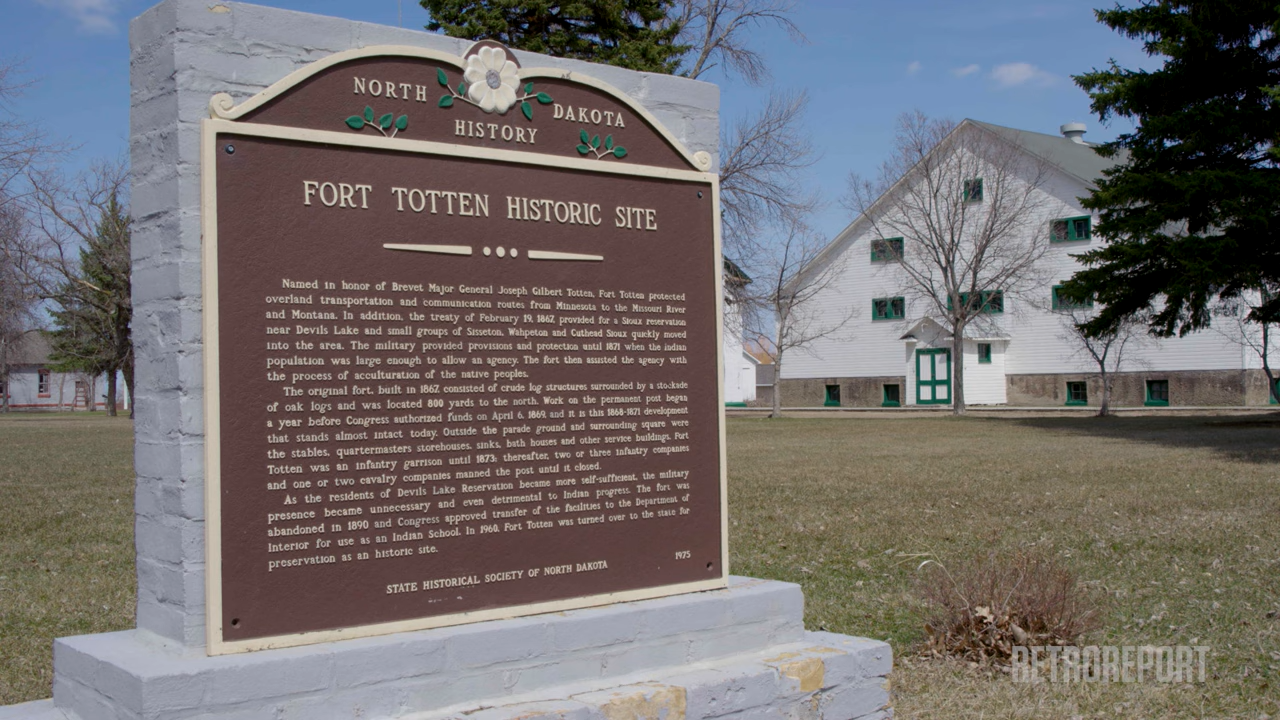 NORTH DAKOTA
HISTORY
FORT TOTTEN HISTORIC SITE
Named in honor of Brevet Major General Joseph Gilbert Totten, Fort Totten protected
overland transportation and communication routes from Minnesota to the Missouri River
and Montana. In addition, the treaty of February 19, 1867, provided for a Sioux reservation
near Devils Lake and small groups of Sisseton, Wahpeton and Cuthead Sioux quickly moved
into the area. The military provided provisions and protection until 1871 when the indian
population was large enough to allow an agency. The fort then assisted the agency with
the process of acculturation of the native peoples.
The original fort, built in 1867, consisted of crude log structures surrounded by a stockade
of oak logs and was located 800 yards to the north. Work on the permanent post began
a year before Congress authorized funds on April 6, 1869, and it is this 1868-1871 development
that stands almost intact today. Outside the parade ground and surrounding square were
the stables, quartermasters storehouses, sinks, bath houses and other service buildings. Fort
Totten was an infantry garrison until 1873; thereafter, two or three infantry companies
and one or two cavalry companies manned the post until it closed.
As the residents of Devils Lake Reservation became more self-sufficient, the military
presence became unnecessary and even detrimental to Indian progress. The fort was
abandoned in 1890 and Congress approved transfer of the facilities to the Department of
Interior for use as an Indian School. In 1960, Fort Totten was turned over to the state for
preservation as an historic site.
1975
STATE HISTORICAL SOCIETY OF NORTH DAKOTA
RETROREPORT